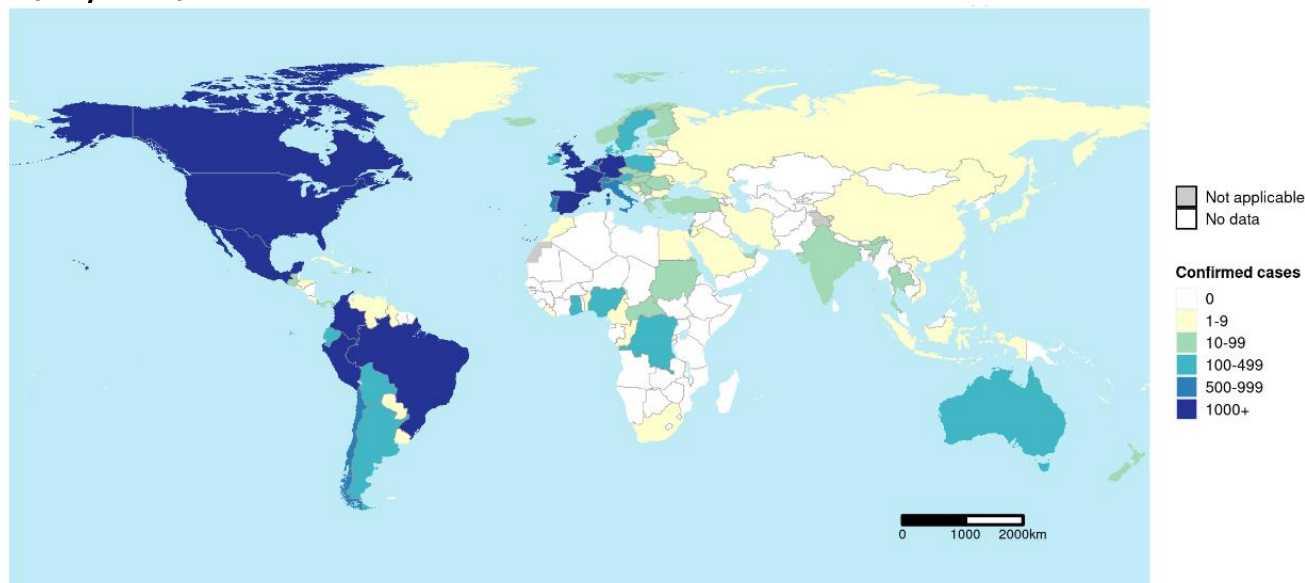 Not applicable
No data
Confirmed cases
0
1-9
10-99
100-499
500-999
1000+
0 1000 2000km